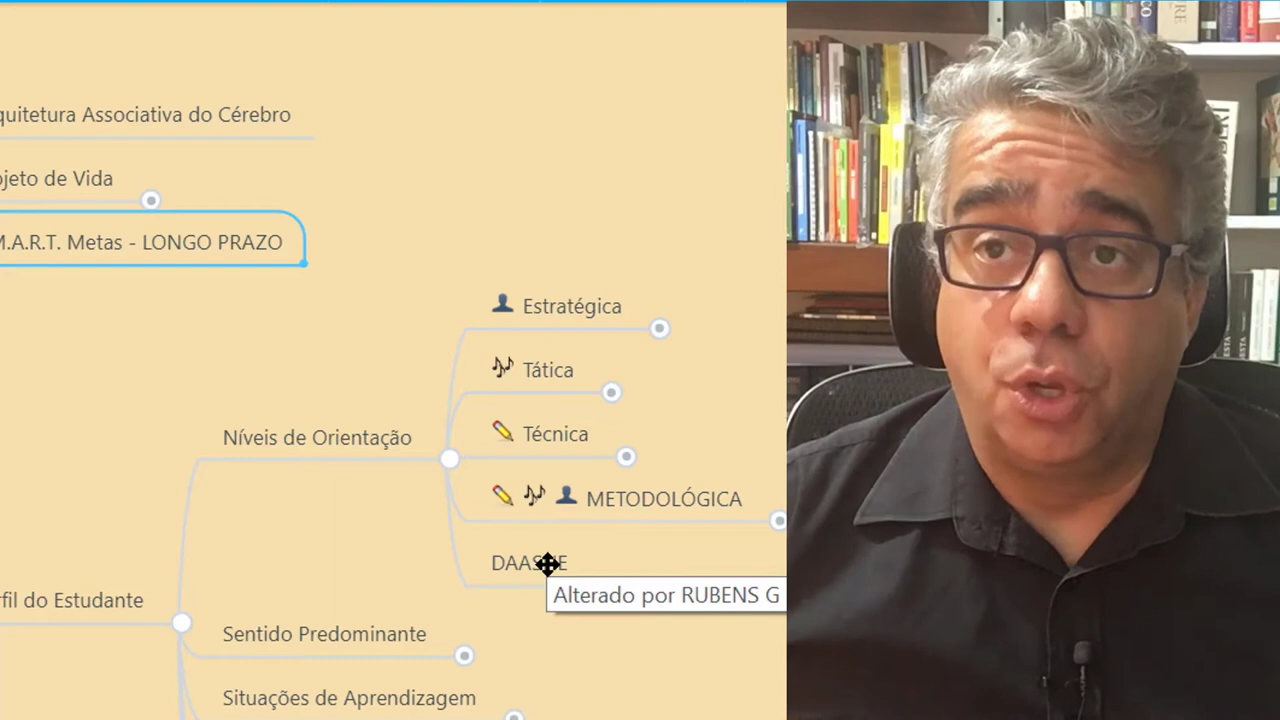 quitetura Associativa do Cérebro
ojeto de Vida
M.A.R.T. Metas - LONGO PRAZO
Estratégica
Tática
Níveis de Orientação
Técnica
METODOLÓGICA
Alterado por RUBENS G
rfil do Estudante
Sentido Predominante
Situações de Aprendizagem